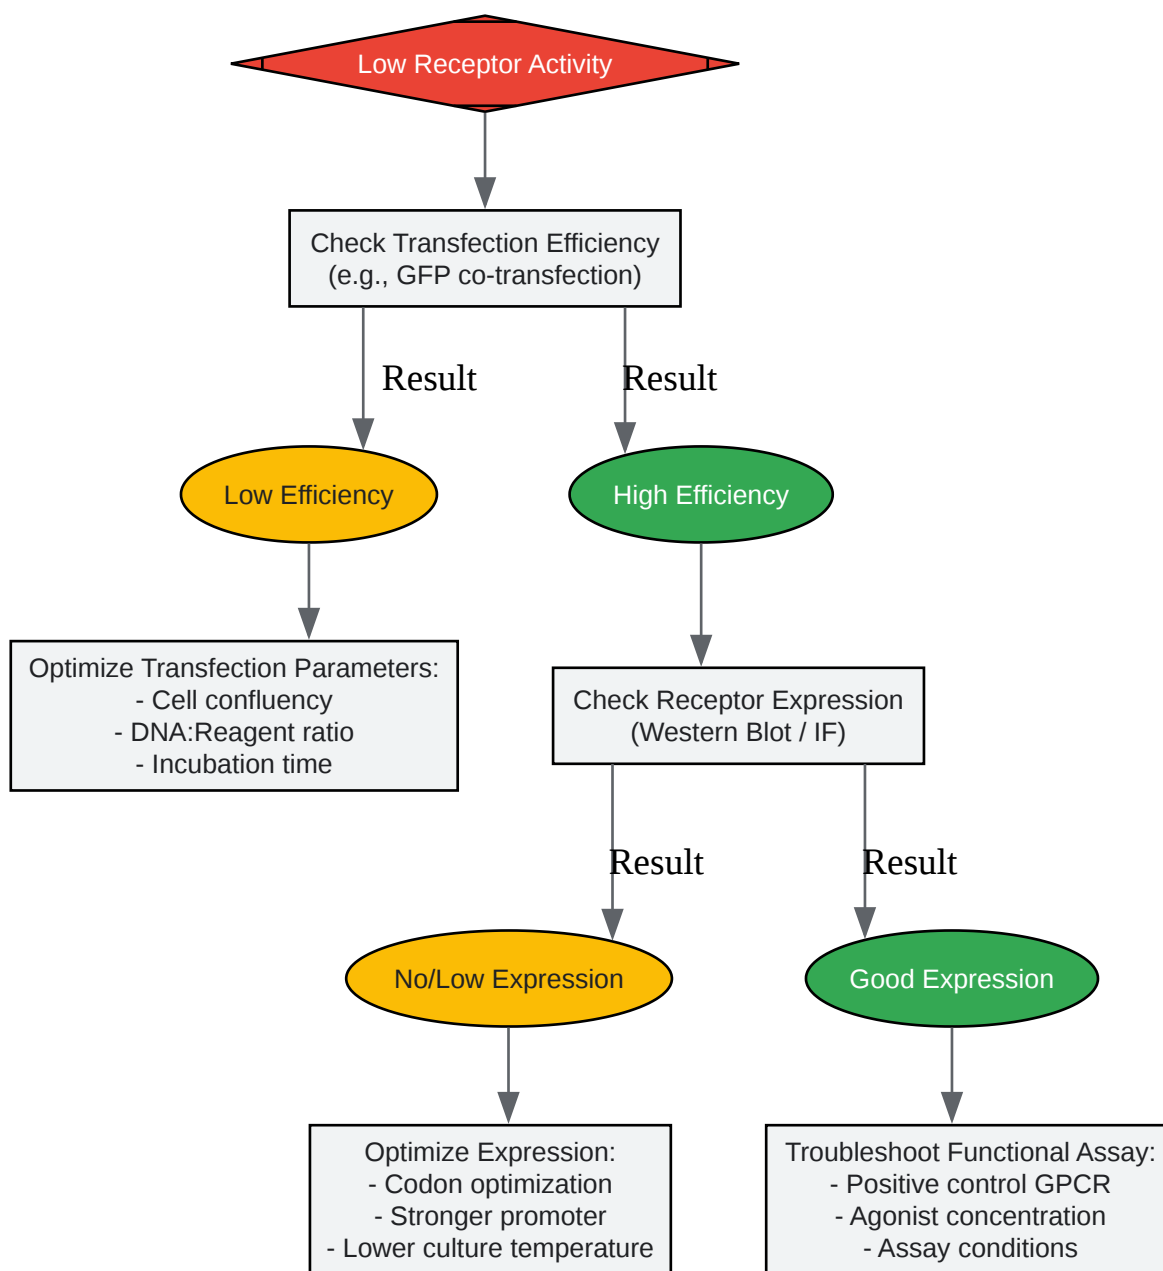 Low Receptor Activity
Check Transfection Efficiency
(e.g., GFP co-transfection)
Result
Result
Low Efficiency
High Efficiency
Optimize Transfection Parameters:
- Cell confluency
- DNA:Reagent ratio
- Incubation time
Check Receptor Expression
(Western Blot / IF)
Result
Result
No/Low Expression
Good Expression
Optimize Expression:
- Codon optimization
- Stronger promoter
- Lower culture temperature
Troubleshoot Functional Assay:
- Positive control GPCR
- Agonist concentration
- Assay conditions